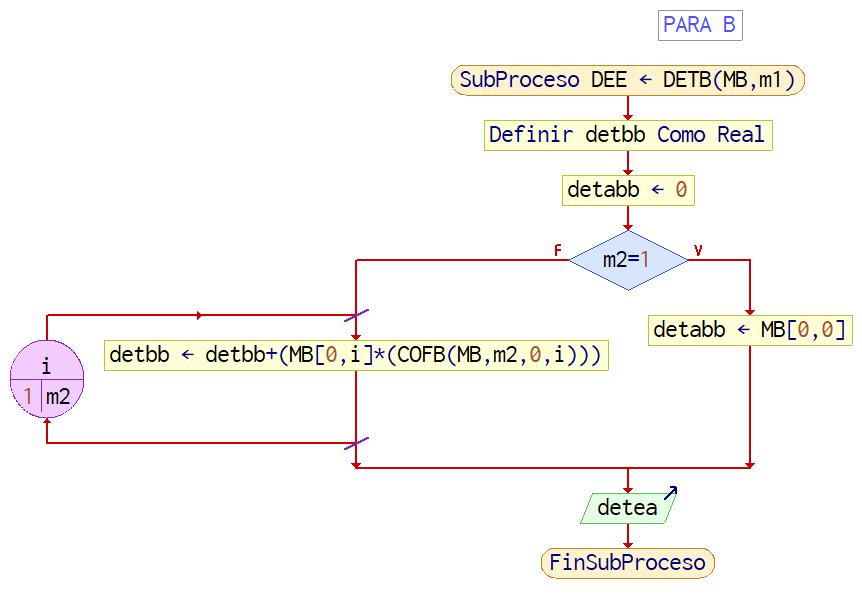 PARA B
SubProceso DEE ← DETB(MB,m1)
Definir detbb Como Real
detabb ← 0
F
m2=1
V
detabb ← MB[0,0]
i
1
m2
detbb ← detbb+(MB[0,i]*(COFB(MB,m2,0,i)))
detea
FinSubProceso